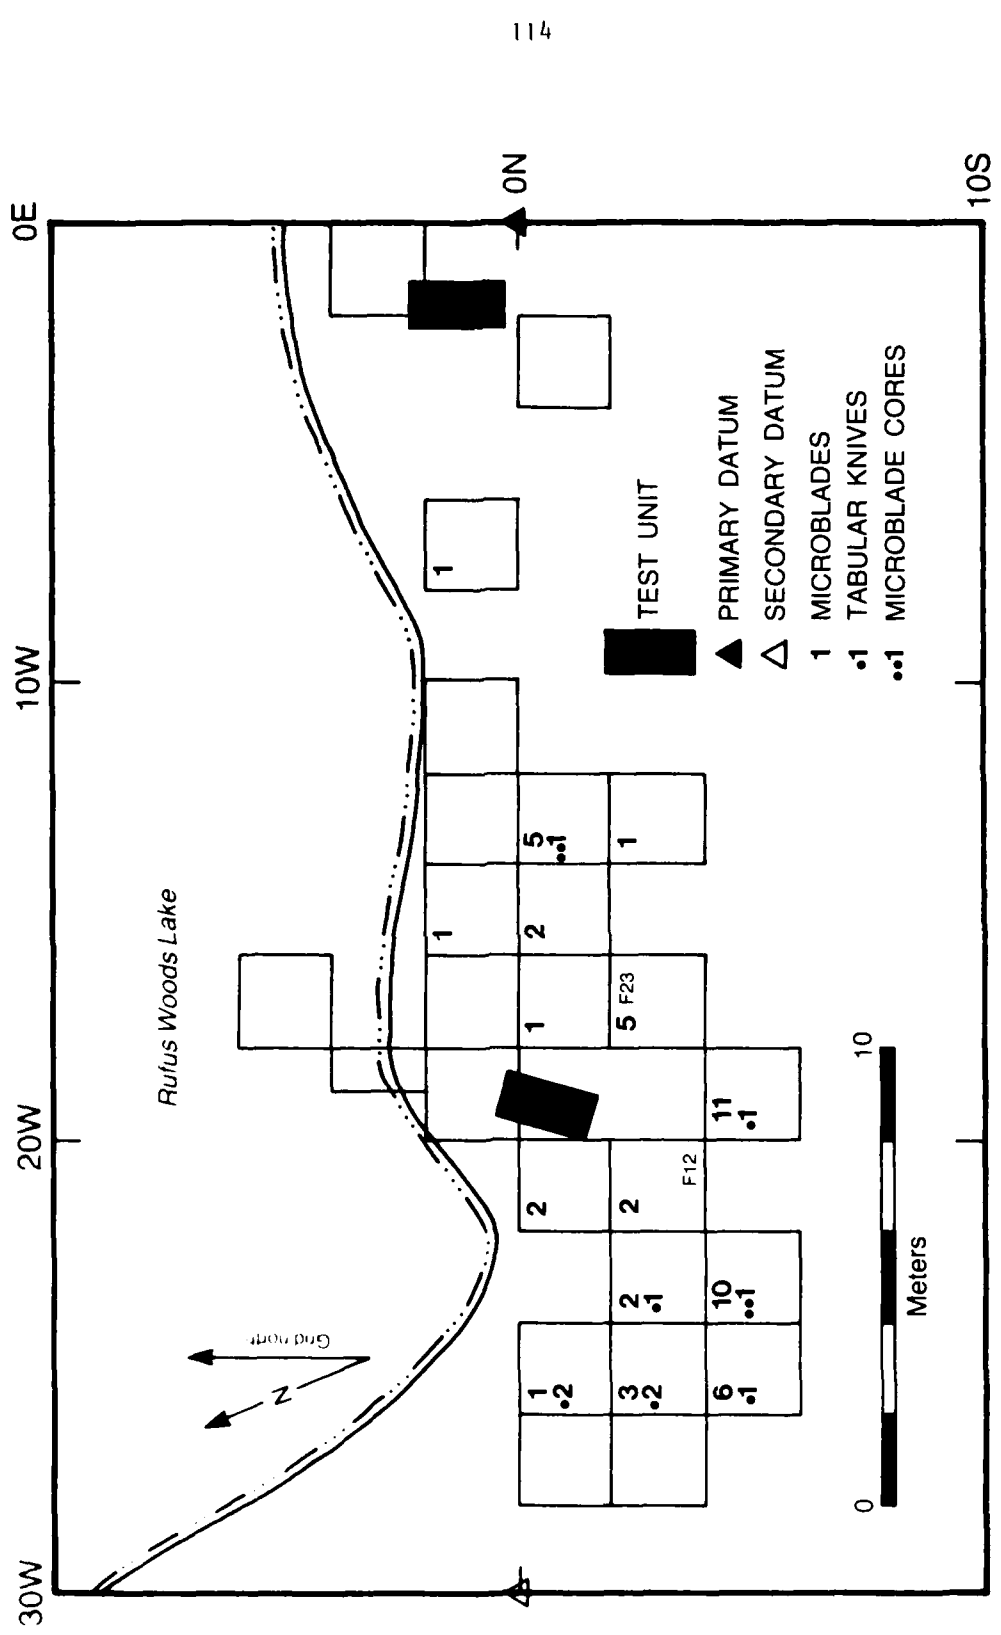 114
30W
20W
10W
0E
Rufus Woods Lake
Grid north
N
0N
10S
1
1
1
•2
2
1
2
5
••1
3
•2
2
•1
2
5 F23
1
F12
6
•1
10
••1
11
•1
TEST UNIT
PRIMARY DATUM
SECONDARY DATUM
1 MICROBLADES
•1 TABULAR KNIVES
••1 MICROBLADE CORES
0 10
Meters